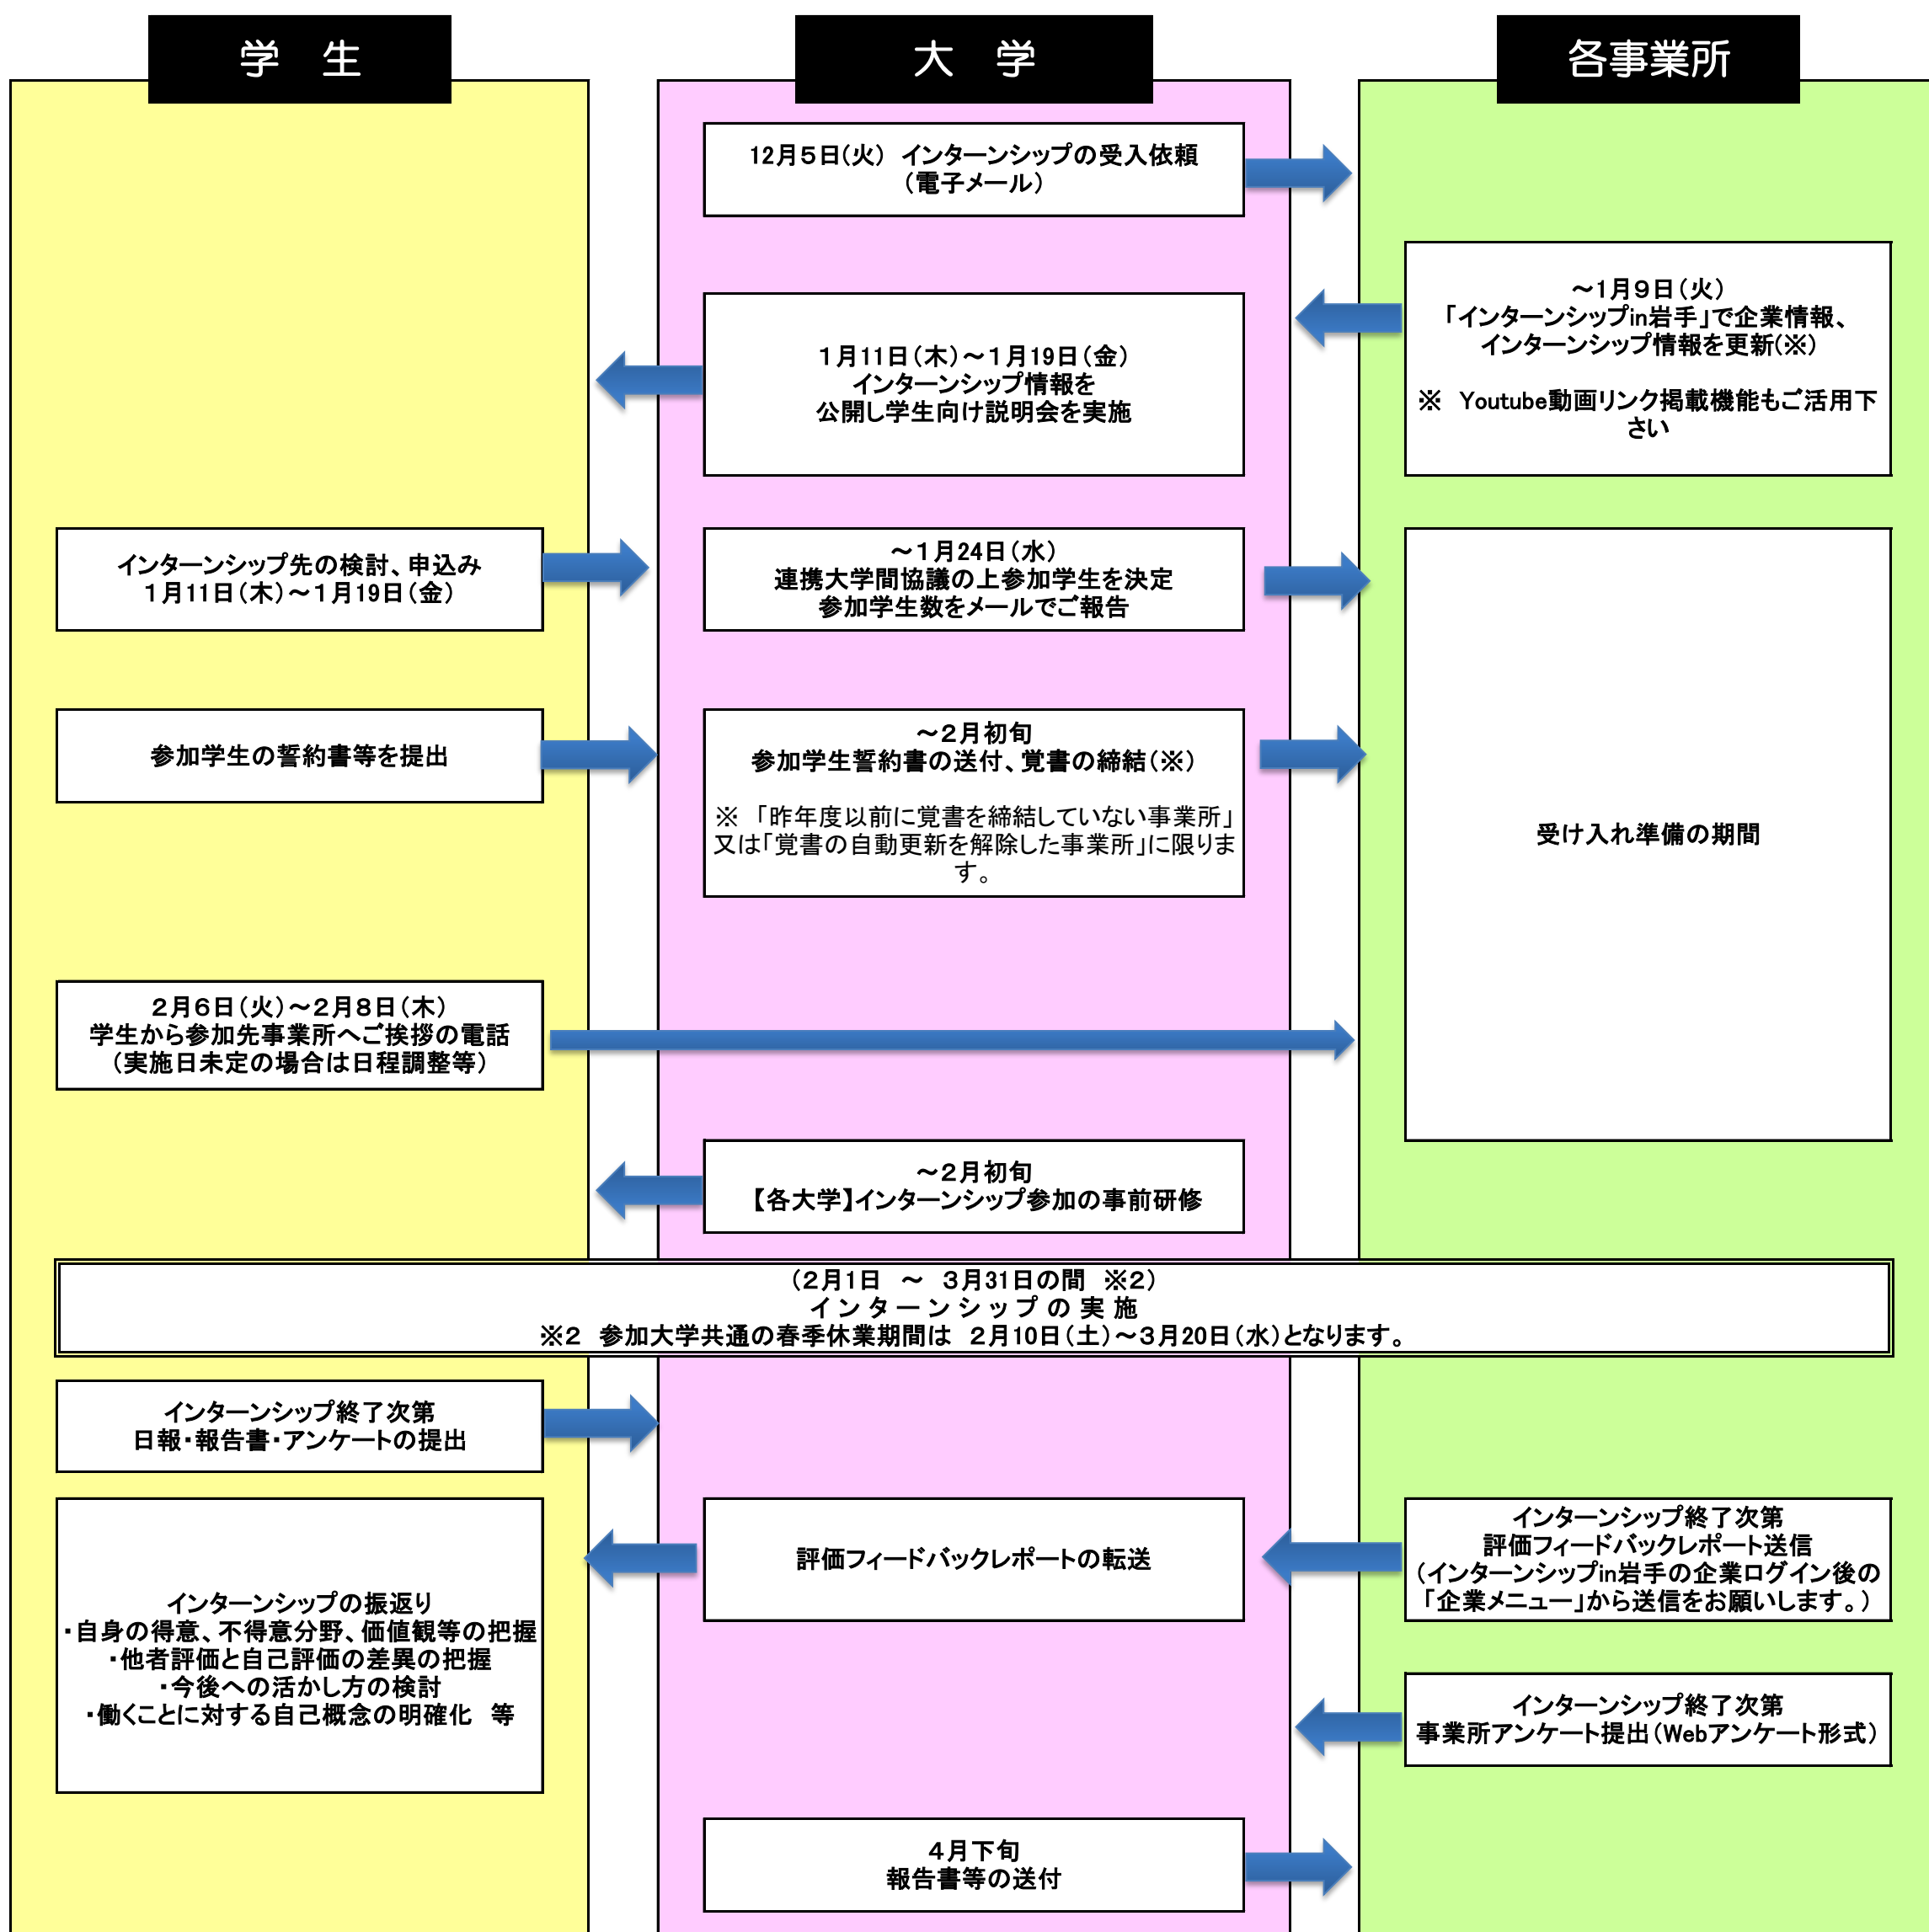 学　生
大　学
各事業所
12月５日(火)　インターンシップの受入依頼
（電子メール）
～1月９日（火）
「インターンシップin岩手」で企業情報、
インターンシップ情報を更新(※)
※　Youtube動画リンク掲載機能もご活用下
さい
１月11日（木）～１月19日（金）
インターンシップ情報を
公開し学生向け説明会を実施
インターンシップ先の検討、申込み
１月11日（木）～１月19日（金）
～１月24日（水）
連携大学間協議の上参加学生を決定
参加学生数をメールでご報告
参加学生の誓約書等を提出
～２月初旬
参加学生誓約書の送付、覚書の締結（※）
※　「昨年度以前に覚書を締結していない事業所」
又は「覚書の自動更新を解除した事業所」に限りま
す。
受け入れ準備の期間
２月６日（火）～２月８日（木）
学生から参加先事業所へご挨拶の電話
（実施日未定の場合は日程調整等）
～２月初旬
【各大学】インターンシップ参加の事前研修
（２月1日　～　３月31日の間　※２）
イ ン タ ー ン シ ッ プ の 実 施
※２　参加大学共通の春季休業期間は　２月10日（土）～３月20日（水）となります。
インターンシップ終了次第
日報・報告書・アンケートの提出
インターンシップの振返り
・自身の得意、不得意分野、価値観等の把握
・他者評価と自己評価の差異の把握
・今後への活かし方の検討
・働くことに対する自己概念の明確化　等
評価フィードバックレポートの転送
インターンシップ終了次第
評価フィードバックレポート送信
（インターンシップin岩手の企業ログイン後の
「企業メニュー」から送信をお願いします。）
インターンシップ終了次第
事業所アンケート提出（Webアンケート形式）
４月下旬
報告書等の送付